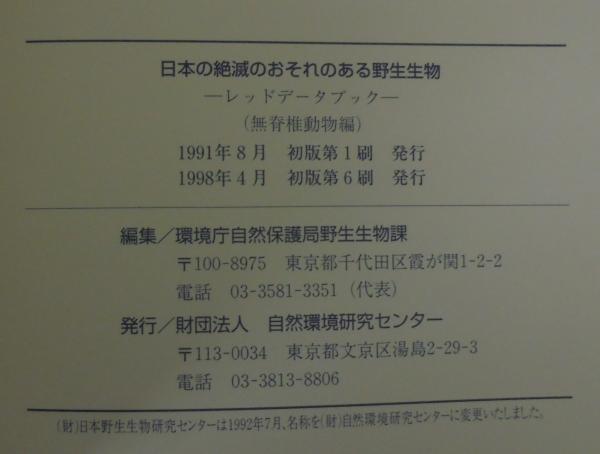 日本の絶滅のおそれのある野生生物
―レッドデータブック―
(無脊椎動物編)
1991年8月 初版第1刷 発行
1998年4月 初版第6刷 発行
編集/環境庁自然保護局野生生物課
〒100-8975 東京都千代田区霞が関1-2-2
電話 03-3581-3351(代表)
発行/財団法人 自然環境研究センター
〒113-0034 東京都文京区湯島2-29-3
電話 03-3813-8806
(財)日本野生生物研究センターは1992年7月、名称を(財)自然環境研究センターに変更いたしました。